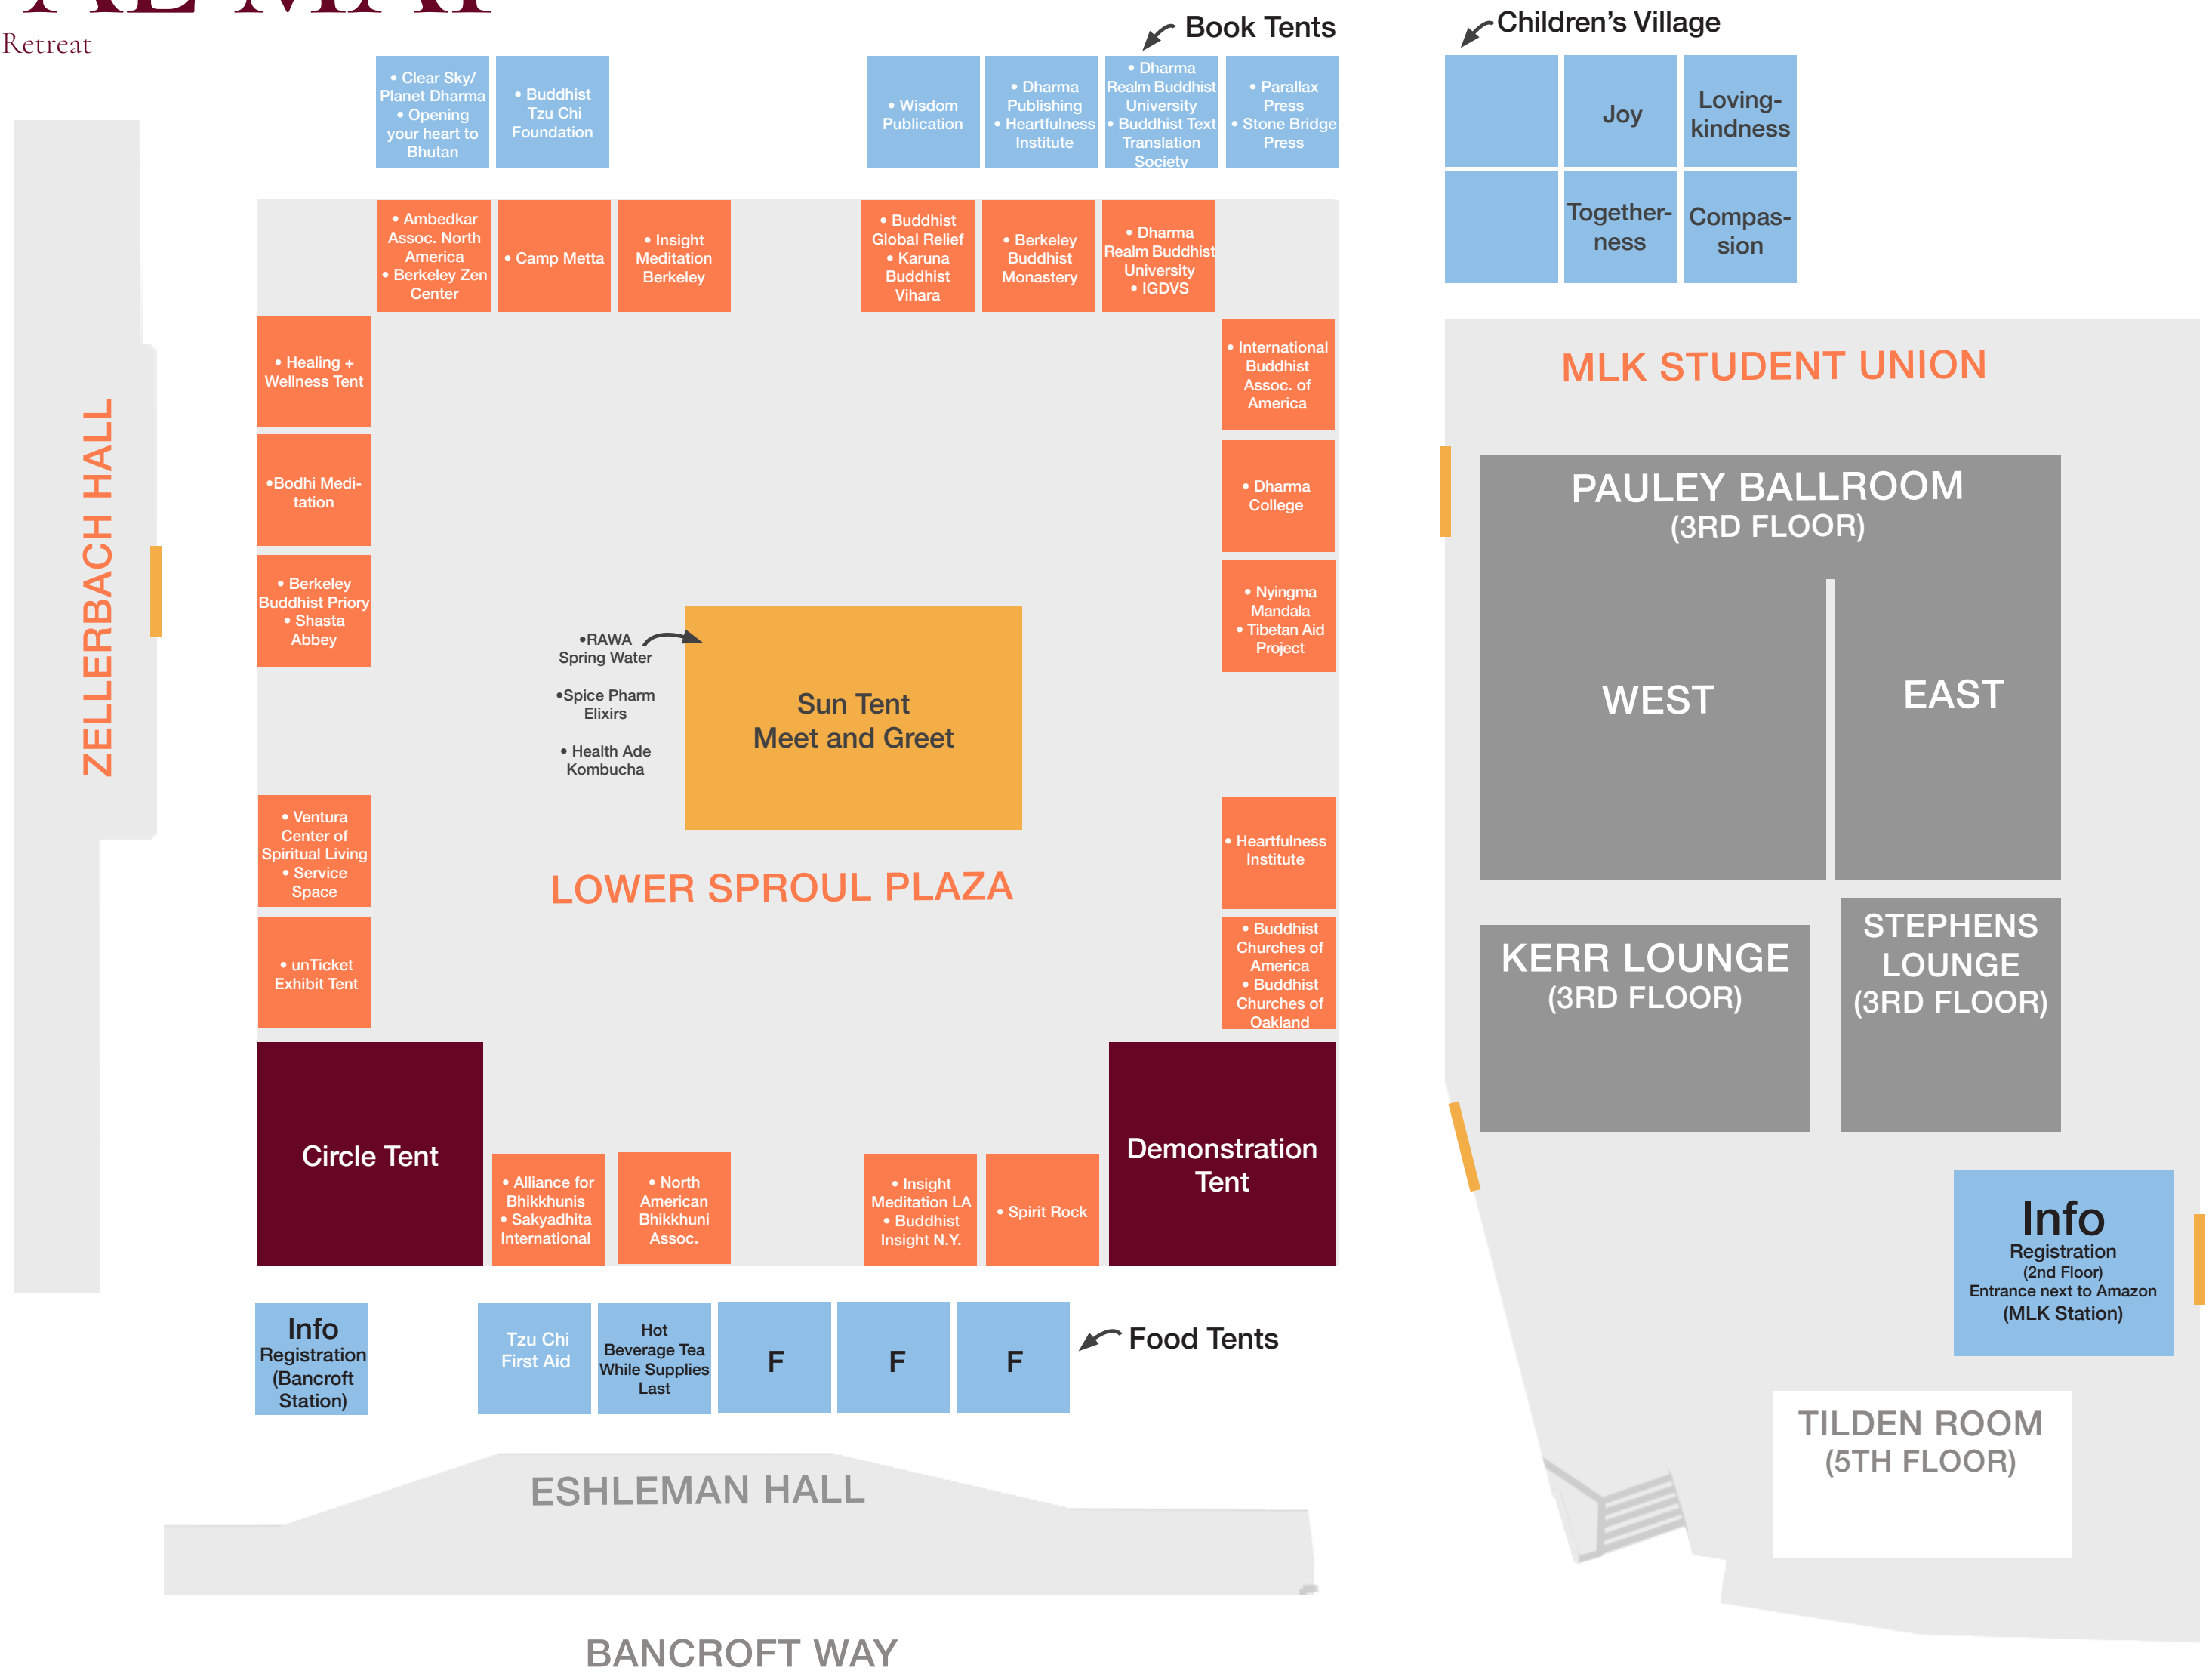 Retreat
Book Tents
Children's Village
• Clear Sky/
Planet Dharma
• Opening
your heart to
Bhutan
• Buddhist
Tzu Chi
Foundation
• Wisdom
Publication
• Dharma
Publishing
• Heartfulness
Institute
• Dharma
Realm Buddhist
University
• Buddhist Text
Translation
Society
• Parallax
Press
• Stone Bridge
Press
Joy
Loving-
kindness
Together-
ness
Compas-
sion
• Ambedkar
Assoc. North
America
• Berkeley Zen
Center
• Camp Metta
• Insight
Meditation
Berkeley
• Buddhist
Global Relief
• Karuna
Buddhist
Vihara
• Berkeley
Buddhist
Monastery
• Dharma
Realm Buddhist
University
• IGDVS
• Healing +
Wellness Tent
•Bodhi Medi-
tation
• Berkeley
Buddhist Priory
• Shasta
Abbey
• Ventura
Center of
Spiritual Living
• Service
Space
• unTicket
Exhibit Tent
ZELLERBACH HALL
•RAWA
Spring Water
•Spice Pharm
Elixirs
• Health Ade
Kombucha
Sun Tent
Meet and Greet
LOWER SPROUL PLAZA
• International
Buddhist
Assoc. of
America
• Dharma
College
• Nyingma
Mandala
• Tibetan Aid
Project
• Heartfulness
Institute
• Buddhist
Churches of
America
• Buddhist
Churches of
Oakland
Circle Tent
• Alliance for
Bhikkhunis
• Sakyadhita
International
• North
American
Bhikkhuni
Assoc.
• Insight
Meditation LA
• Buddhist
Insight N.Y.
• Spirit Rock
Demonstration
Tent
MLK STUDENT UNION
PAULEY BALLROOM
(3RD FLOOR)
WEST
EAST
KERR LOUNGE
(3RD FLOOR)
STEPHENS
LOUNGE
(3RD FLOOR)
Info
Registration
(2nd Floor)
Entrance next to Amazon
(MLK Station)
TILDEN ROOM
(5TH FLOOR)
Info
Registration
(Bancroft
Station)
Tzu Chi
First Aid
Hot
Beverage Tea
While Supplies
Last
F
F
F
Food Tents
ESHLEMAN HALL
BANCROFT WAY